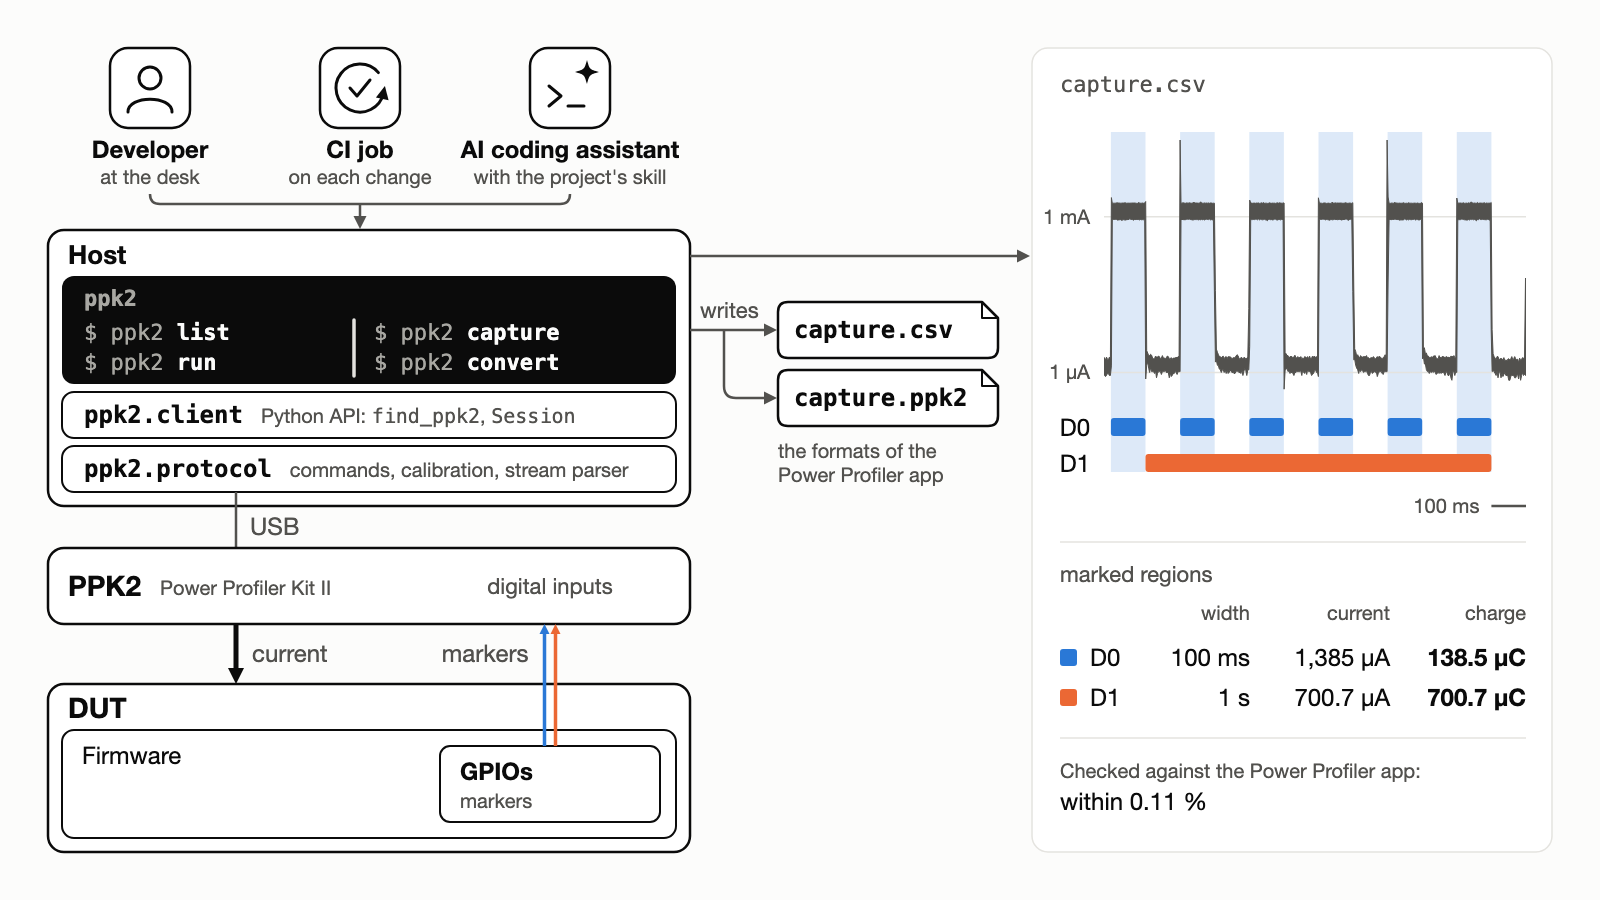 Developer
at the desk
CI job
on each change
AI coding assistant
with the project's skill
Host
ppk2
$ ppk2 list
$ ppk2 run
$ ppk2 capture
$ ppk2 convert
ppk2.client Python API: find_ppk2, Session
ppk2.protocol commands, calibration, stream parser
USB
PPK2 Power Profiler Kit II
digital inputs
current
markers
DUT
Firmware
GPIOs
markers
writes
capture.csv
capture.ppk2
the formats of the
Power Profiler app
capture.csv
1 mA
1 µA
D0
D1
100 ms
marked regions
width current charge
D0 100 ms 1,385 µA 138.5 µC
D1 1 s 700.7 µA 700.7 µC
Checked against the Power Profiler app:
within 0.11 %